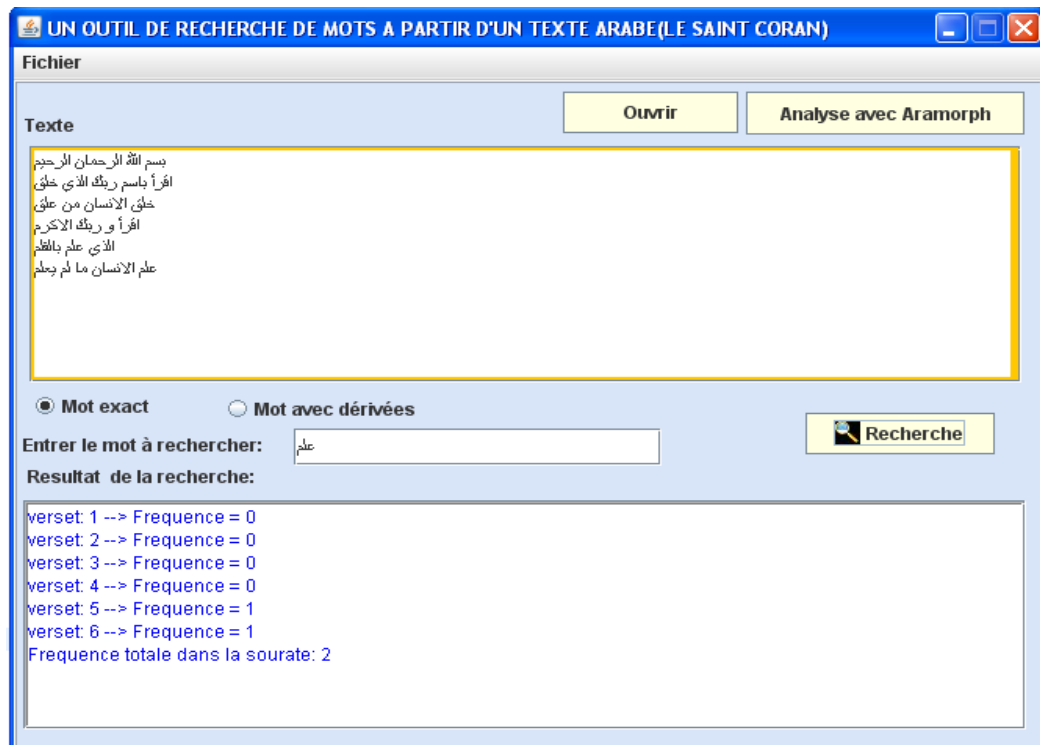 UN OUTIL DE RECHERCHE DE MOTS A PARTIR D'UN TEXTE ARABE(LE SAINT CORAN)
Fichier
Ouvrir
Analyse avec Aramorph
Texte
بسم الله الرحمان الرحيم
اقرأ باسم ربك الذي خلق
خلق الانسان من علق
اقرأ و ربك الاكرم
الذي علم بالقلم
علم الانسان ما لم يعلم
Mot exact
Mot avec dérivées
Entrer le mot à rechercher:
علم
Recherche
Resultat de la recherche:
verset: 1 --> Frequence = 0
verset: 2 --> Frequence = 0
verset: 3 --> Frequence = 0
verset: 4 --> Frequence = 0
verset: 5 --> Frequence = 1
verset: 6 --> Frequence = 1
Frequence totale dans la sourate: 2